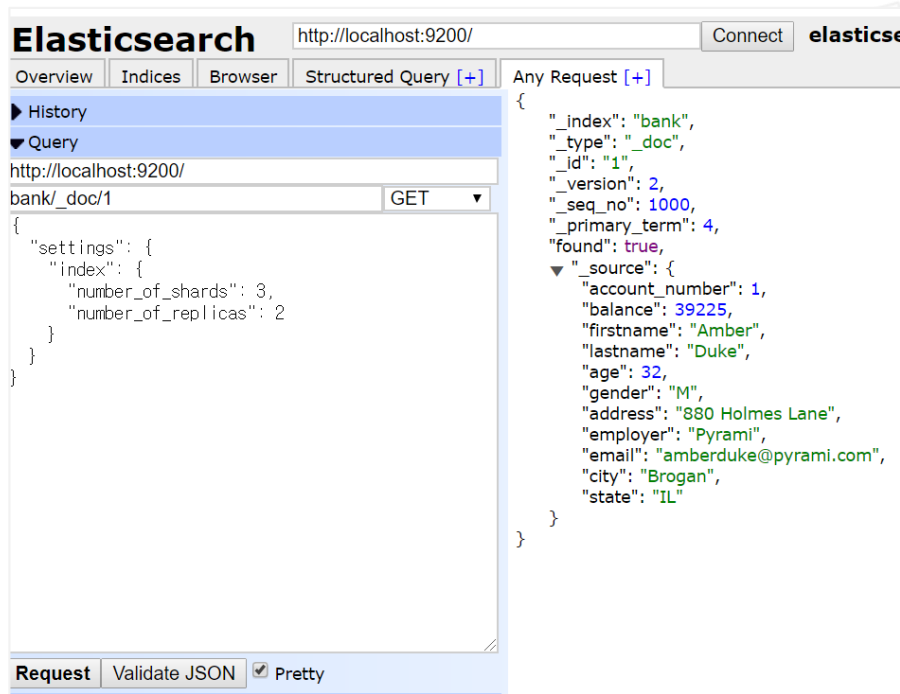 Elasticsearch
http://localhost:9200/
Connect
elasticse
Overview
Indices
Browser
Structured Query [+]
Any Request [+]
History
Query
http://localhost:9200/
bank/_doc/1
GET
{
"settings": {
"index": {
"number_of_shards": 3,
"number_of_replicas": 2
}
}
}
Request
Validate JSON
Pretty
{
"_index": "bank",
"_type": "_doc",
"_id": "1",
"_version": 2,
"_seq_no": 1000,
"_primary_term": 4,
"found": true,
"_source": {
"account_number": 1,
"balance": 39225,
"firstname": "Amber",
"lastname": "Duke",
"age": 32,
"gender": "M",
"address": "880 Holmes Lane",
"employer": "Pyrami",
"email": "amberduke@pyrami.com",
"city": "Brogan",
"state": "IL"
}
}